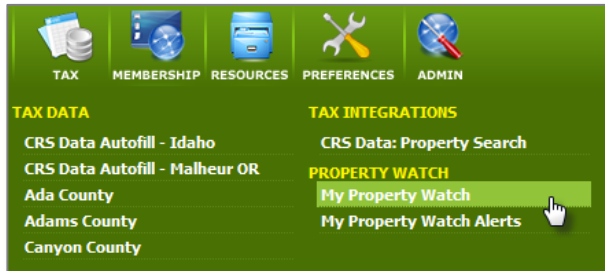 TAX MEMBERSHIP RESOURCES PREFERENCES ADMIN
TAX DATA
CRS Data Autofill - Idaho
CRS Data Autofill - Malheur OR
Ada County
Adams County
Canyon County
TAX INTEGRATIONS
CRS Data: Property Search
PROPERTY WATCH
My Property Watch
My Property Watch Alerts